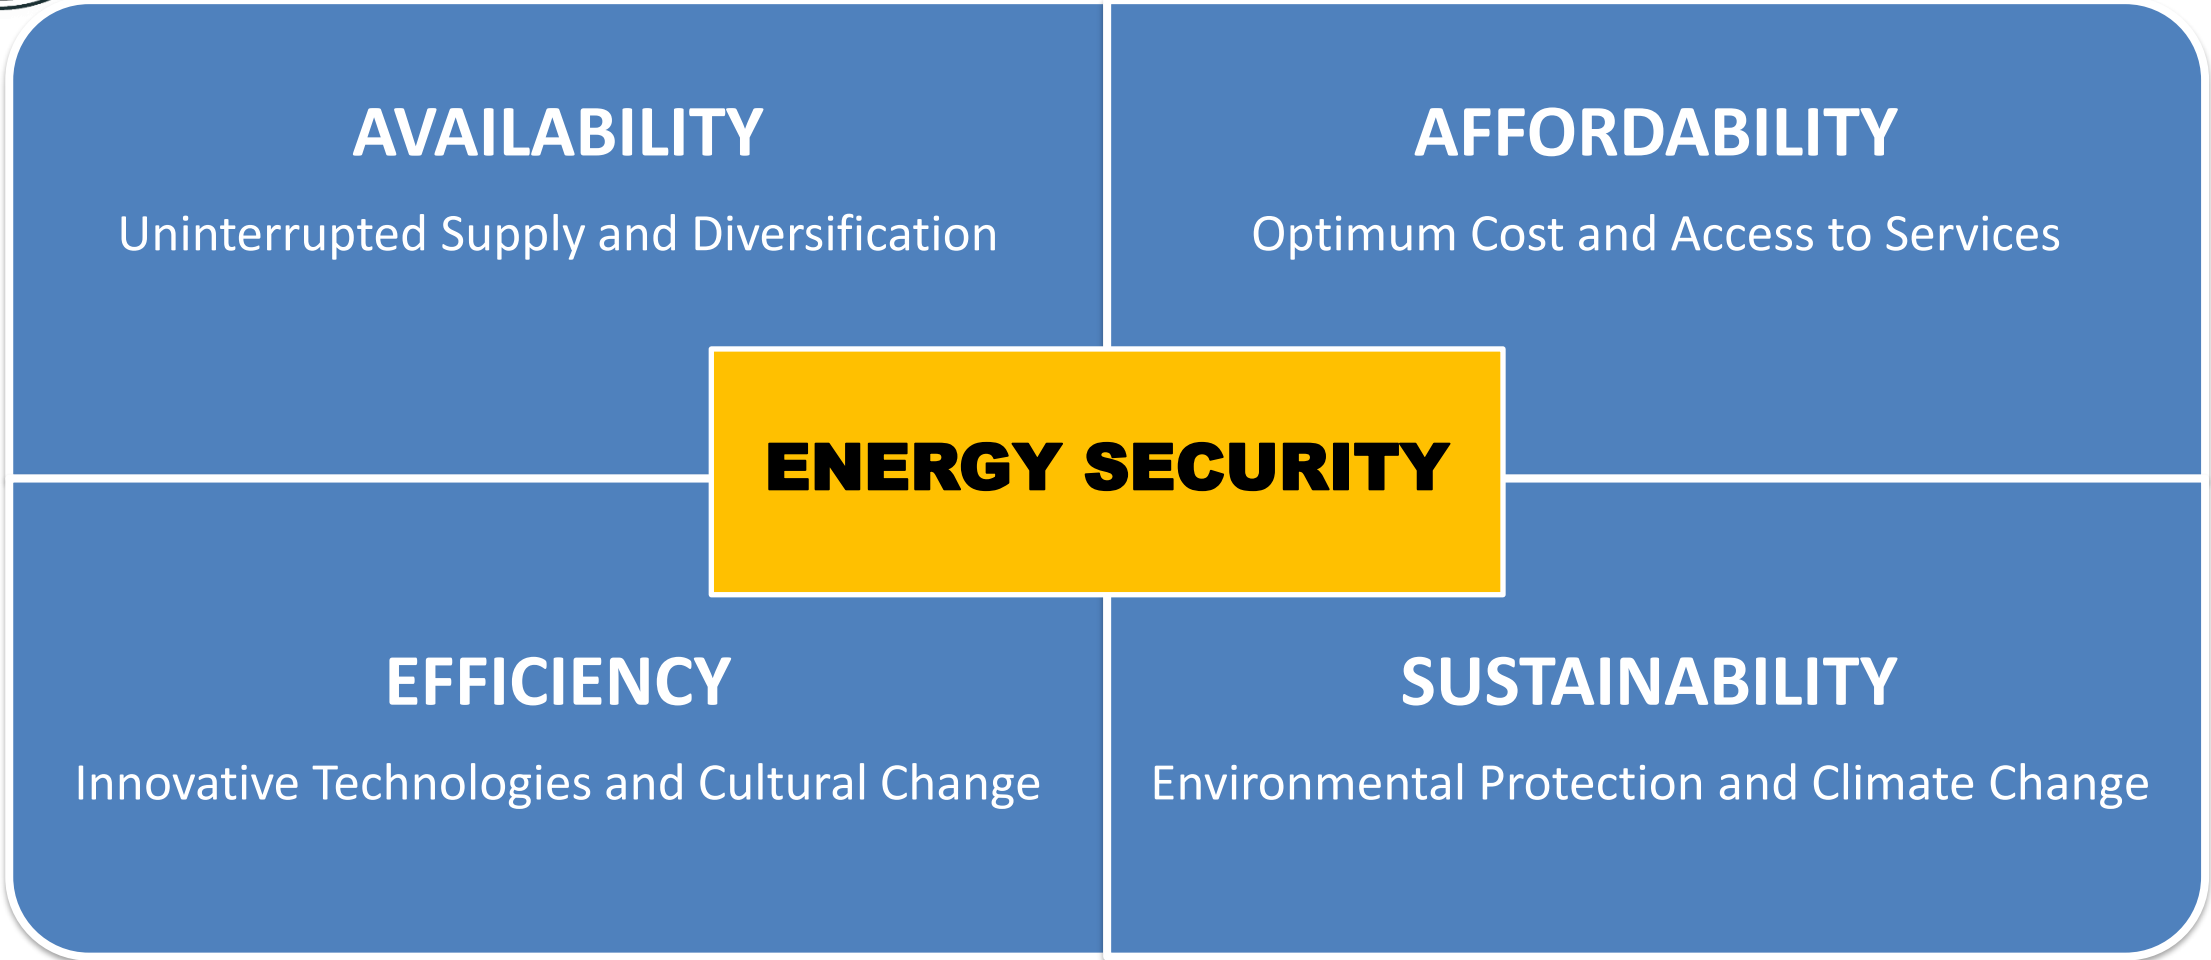 AVAILABILITY
Uninterrupted Supply and Diversification
AFFORDABILITY
Optimum Cost and Access to Services
ENERGY SECURITY
EFFICIENCY
Innovative Technologies and Cultural Change
SUSTAINABILITY
Environmental Protection and Climate Change